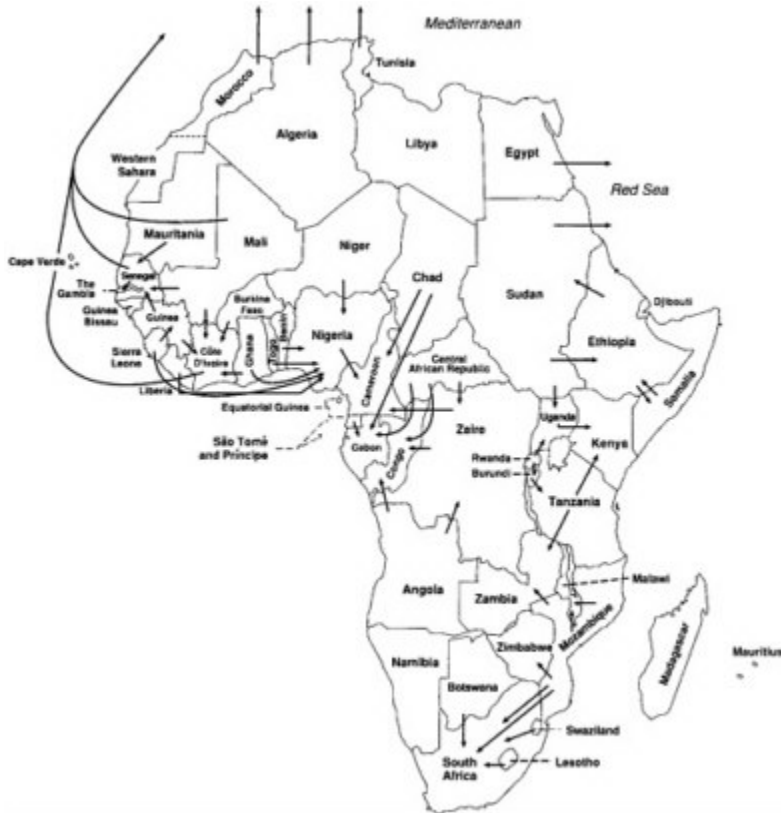 Mediterranean
Tunisia
Morocco
Algeria
Libya
Egypt
Western
Sahara
Red Sea
Mauritania
Mali
Niger
Cape Verde
Senegal
Chad
The
Gambia
Sudan
Djibouti
Guinea
Bissau
Guinea
Burkina
Faso
Benin
Nigeria
Ethiopia
Sierra
Leone
Côte
D'Ivoire
Ghana
Togo
Cameroon
Central
African Republic
Somalia
Liberia
Equatorial Guinea
Zaire
Uganda
Kenya
São Tomé
and Príncipe
Gabon
Congo
Rwanda
Burundi
Tanzania
Angola
Zambia
Malawi
Mozambique
Madagascar
Mauritius
Namibia
Zimbabwe
Botswana
Swaziland
South
Africa
Lesotho